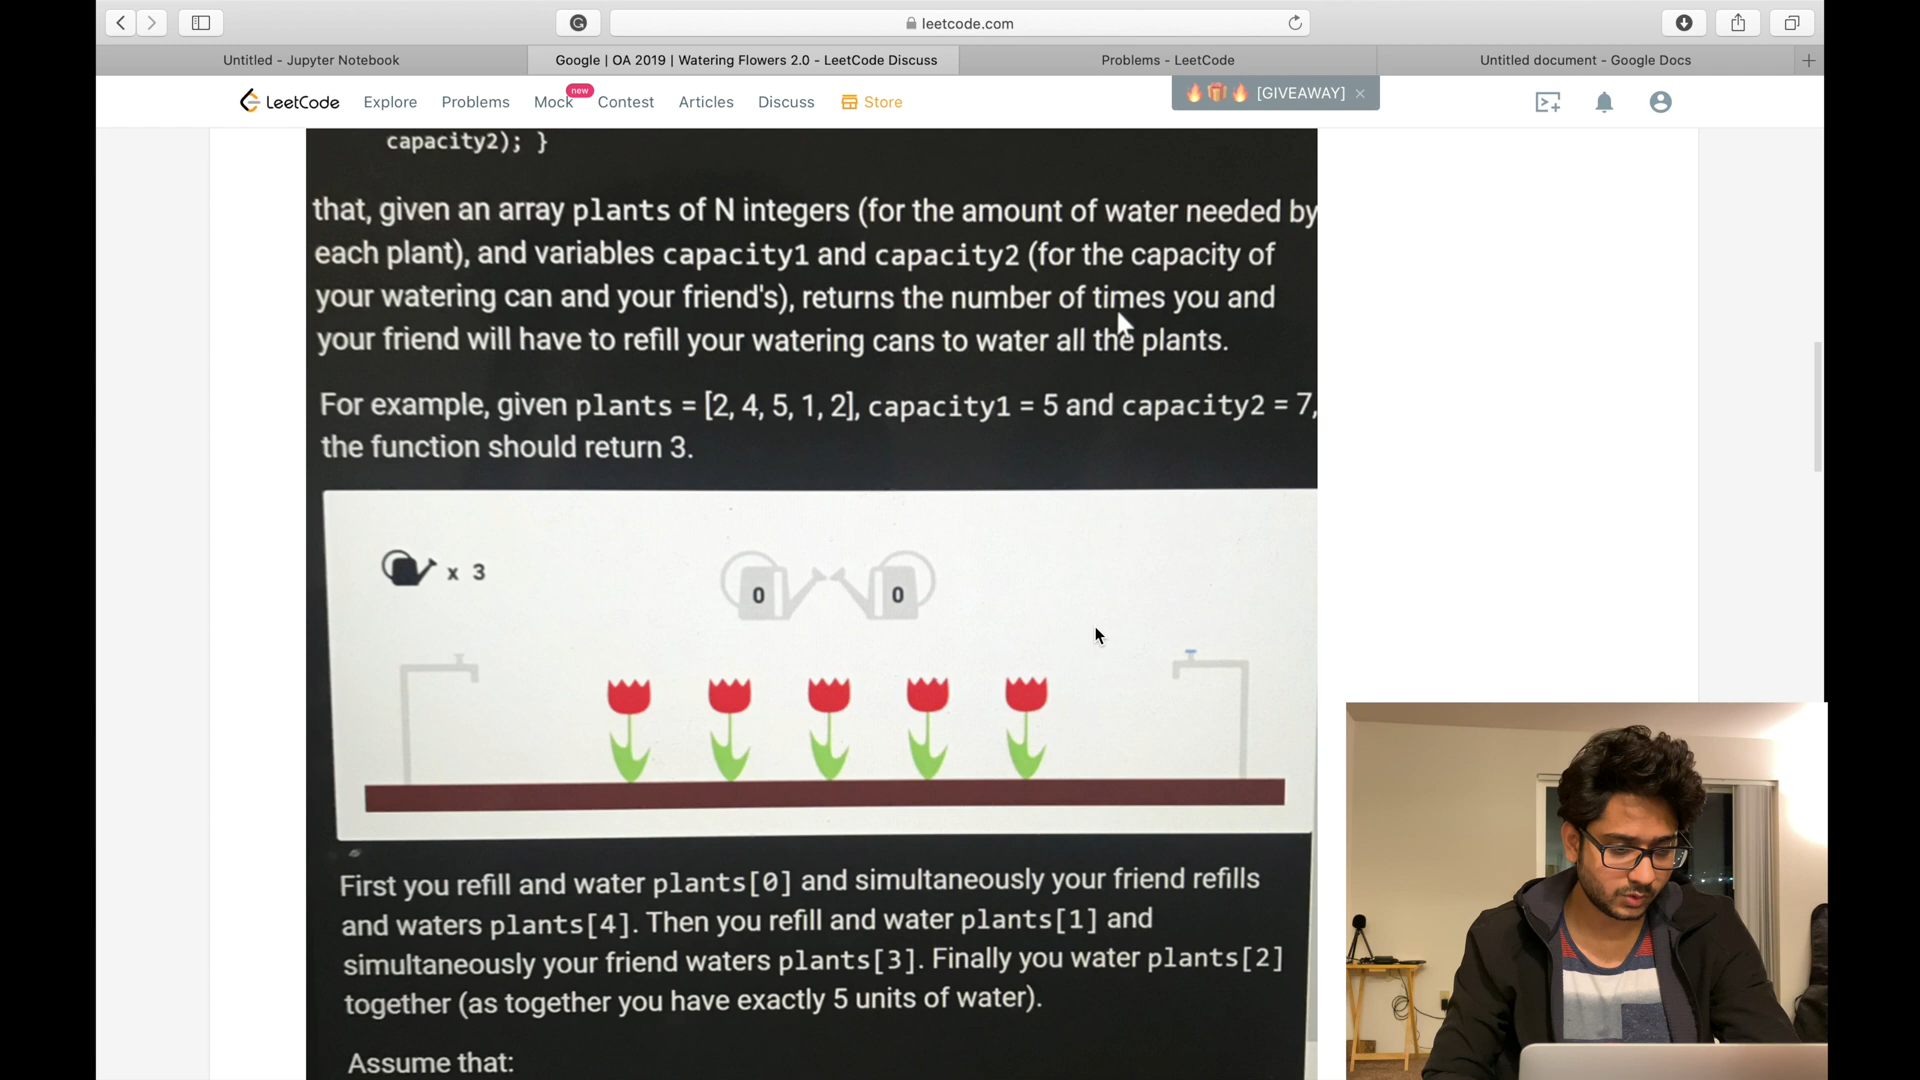 leetcode.com
Untitled - Jupyter Notebook
Google | OA 2019 | Watering Flowers 2.0 - LeetCode Discuss
Problems - LeetCode
Untitled document - Google Docs
LeetCode
Explore
Problems
Mock
new
Contest
Articles
Discuss
Store
[GIVEAWAY]
capacity2); }
that, given an array plants of N integers (for the amount of water needed by
each plant), and variables capacity1 and capacity2 (for the capacity of
your watering can and your friend's), returns the number of times you and
your friend will have to refill your watering cans to water all the plants.
For example, given plants = [2, 4, 5, 1, 2], capacity1 = 5 and capacity2 = 7,
the function should return 3.
x 3
0
0
First you refill and water plants[0] and simultaneously your friend refills
and waters plants[4]. Then you refill and water plants[1] and
simultaneously your friend waters plants[3]. Finally you water plants[2]
together (as together you have exactly 5 units of water).
Assume that: